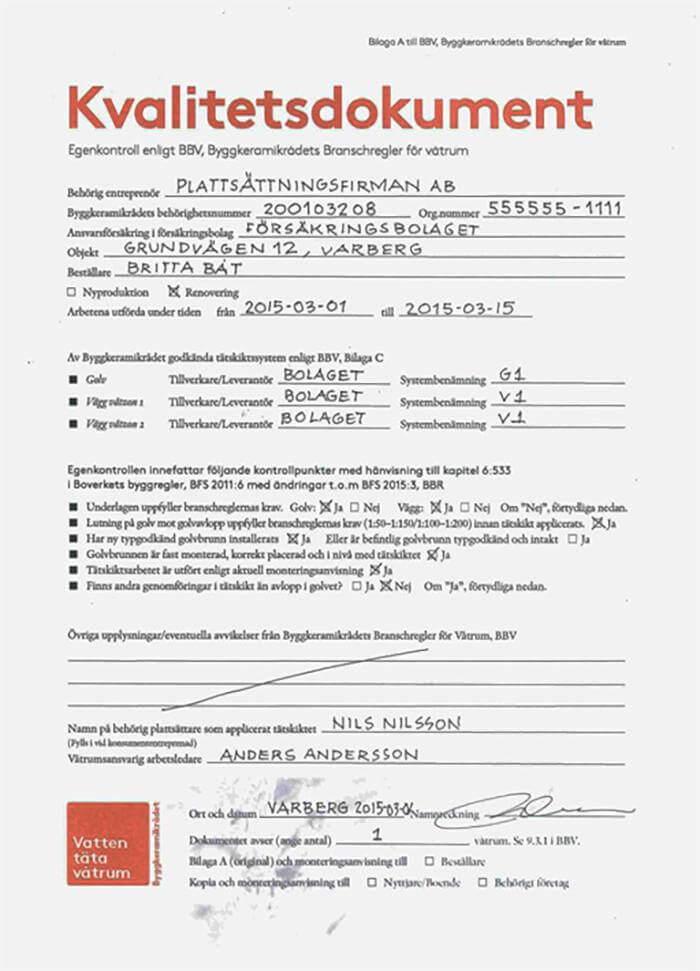 Bilaga A till BBV, Byggkeramikrådets Branschregler för våtrum
Kvalitetsdokument
Egenkontroll enligt BBV, Byggkeramikrådets Branschregler för våtrum
Behörig entreprenör PLATTSÄTTNINGSFIRMAN AB
Byggkeramikrådets behörighetsnummer 200103208 Org.nummer 555555-1111
Ansvarsförsäkring i försäkringsbolag FÖRSÄKRINGSBOLAGET
Objekt GRUNDVÄGEN 12, VARBERG
Beställare BRITTA BÅT
☐ Nyproduktion ☒ Renovering
Arbetena utförda under tiden från 2015-03-01 till 2015-03-15
Av Byggkeramikrådet godkända tätskiktssystem enligt BBV, Bilaga C
■ Golv Tillverkare/Leverantör BOLAGET Systembenämning G1
■ Vägg våtzon 1 Tillverkare/Leverantör BOLAGET Systembenämning V1
■ Vägg våtzon 2 Tillverkare/Leverantör BOLAGET Systembenämning V1
Egenkontrollen innefattar följande kontrollpunkter med hänvisning till kapitel 6:533
i Boverkets byggregler, BFS 2011:6 med ändringar t.o.m BFS 2015:3, BBR
■ Underlagen uppfyller branschreglernas krav. Golv: ☒ Ja ☐ Nej Vägg: ☒ Ja ☐ Nej Om "Nej", förtydliga nedan.
■ Lutning på golv mot golvavlopp uppfyller branschreglernas krav (1:50–1:150/1:100–1:200) innan tätskikt applicerats. ☒ Ja
■ Har ny typgodkänd golvbrunn installerats ☒ Ja Eller är befintlig golvbrunn typgodkänd och intakt ☐ Ja
■ Golvbrunnen är fast monterad, korrekt placerad och i nivå med tätskiktet ☒ Ja
■ Tätskiktsarbetet är utfört enligt aktuell monteringsanvisning ☒ Ja
■ Finns andra genomföringar i tätskikt än avlopp i golvet? ☐ Ja ☒ Nej Om "Ja", förtydliga nedan.
Övriga upplysningar/eventuella avvikelser från Byggkeramikrådets Branschregler för Våtrum, BBV
Namn på behörig plattsättare som applicerat tätskiktet NILS NILSSON
(Fylls i vid konsumententreprenad)
Våtrumsansvarig arbetsledare ANDERS ANDERSSON
Ort och datum VARBERG 2015-03-01 Namnteckning
Dokumentet avser (ange antal) 1 våtrum. Se 9.3.1 i BBV.
Bilaga A (original) och monteringsanvisning till ☐ Beställare
Kopia och monteringsanvisning till ☐ Nyttjare/Boende ☐ Behörigt företag
Vatten
täta
våtrum
Byggkeramikrådet